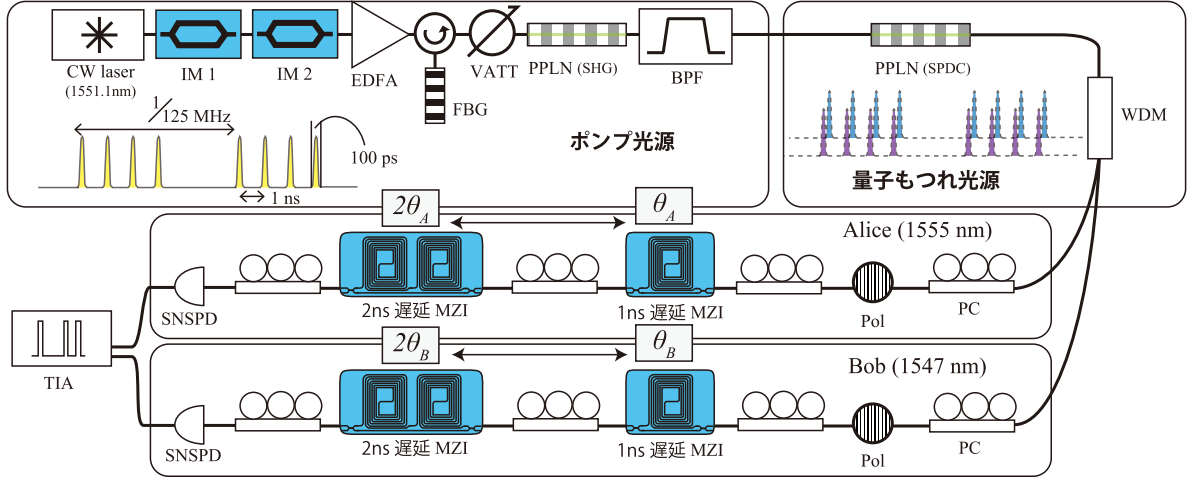 CW laser
(1551.1nm)
IM 1
IM 2
EDFA
FBG
VATT
PPLN (SHG)
BPF
1/125 MHz
100 ps
1 ns
ポンプ光源
PPLN (SPDC)
WDM
量子もつれ光源
2θA
θA
Alice (1555 nm)
SNSPD
2ns 遅延 MZI
1ns 遅延 MZI
Pol
PC
TIA
2θB
θB
Bob (1547 nm)
SNSPD
2ns 遅延 MZI
1ns 遅延 MZI
Pol
PC